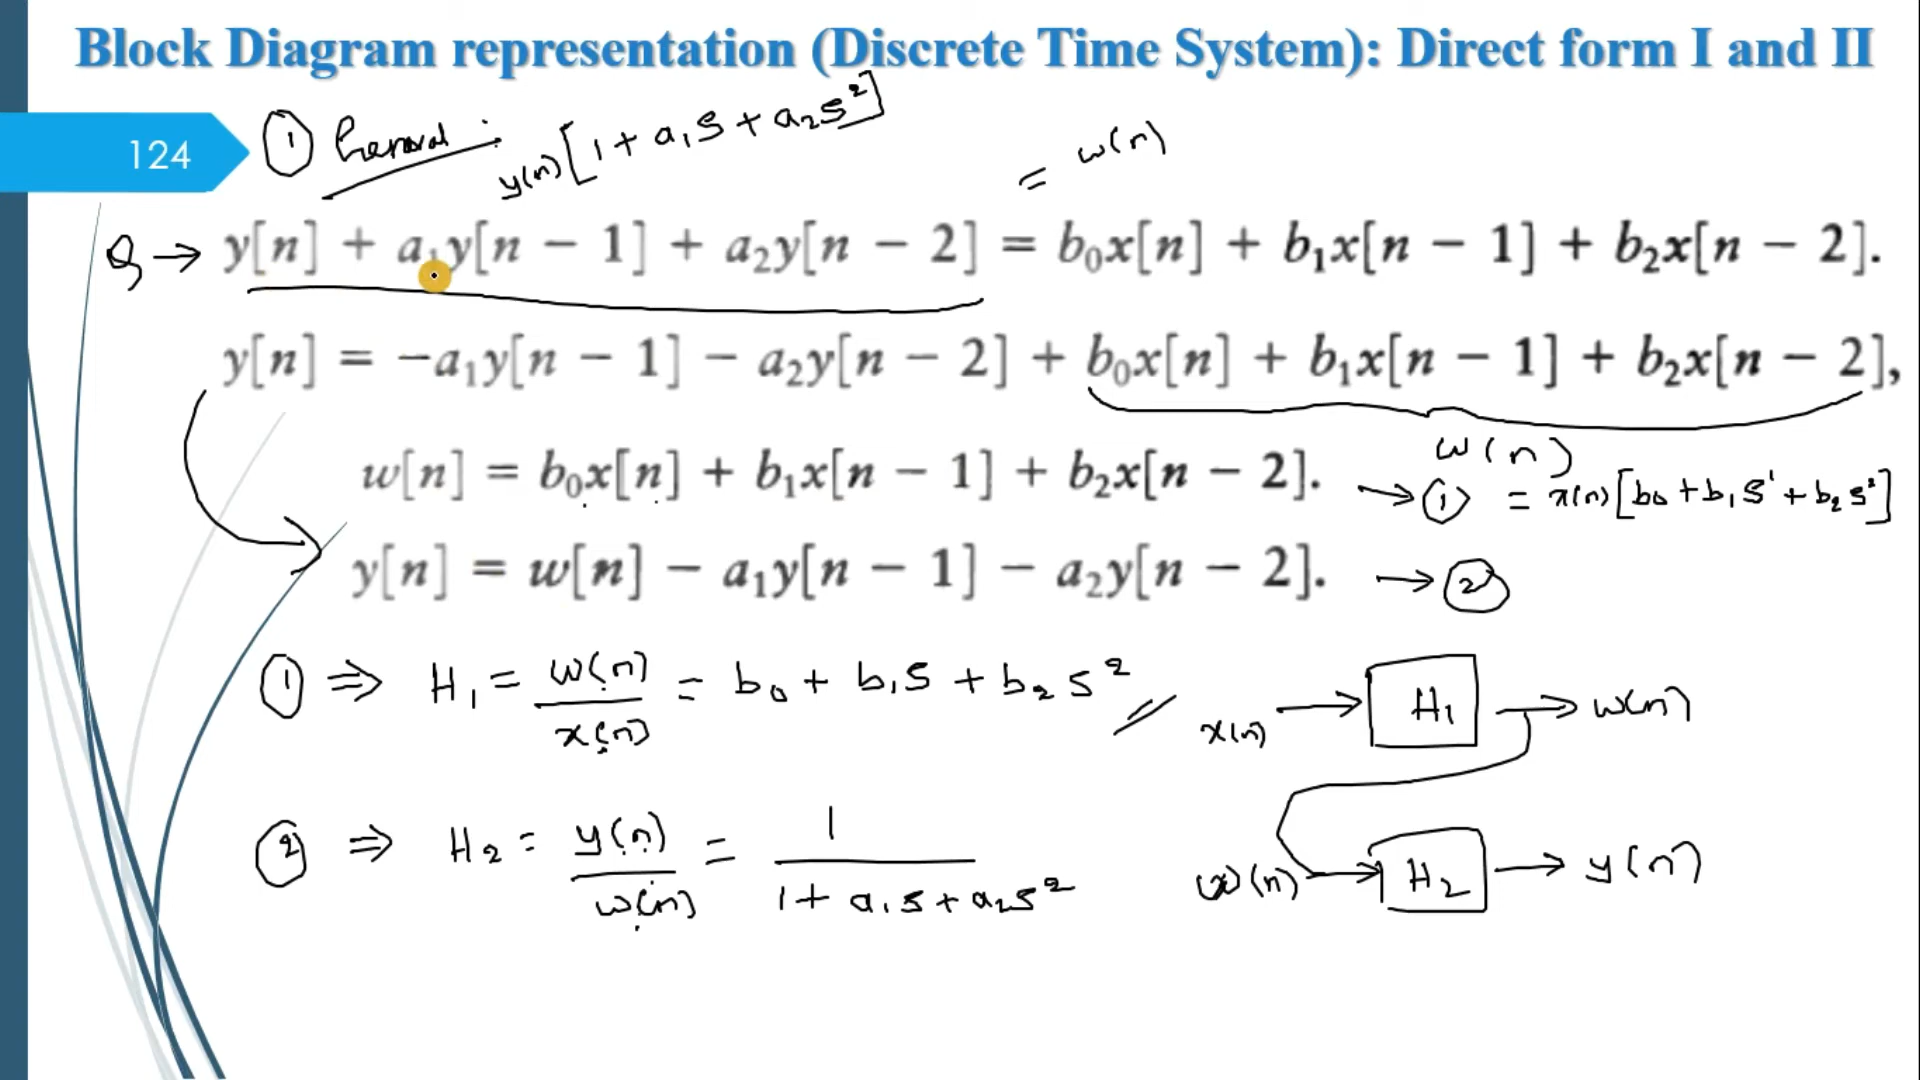 Block Diagram representation (Discrete Time System): Direct form I and II
124
① General :
y(n)[1 + a₁S + a₂S²] = w(n)
Q → y[n] + a₁y[n − 1] + a₂y[n − 2] = b₀x[n] + b₁x[n − 1] + b₂x[n − 2].
y[n] = −a₁y[n − 1] − a₂y[n − 2] + b₀x[n] + b₁x[n − 1] + b₂x[n − 2],
w(n)
w[n] = b₀x[n] + b₁x[n − 1] + b₂x[n − 2]. → ① = x(n)[b₀ + b₁S¹ + b₂S²]
y[n] = w[n] − a₁y[n − 1] − a₂y[n − 2]. → ②
① ⇒ H₁ = w(n)/x(n) = b₀ + b₁S + b₂S² //
x(n) → H₁ → w(n)
② ⇒ H₂ = y(n)/w(n) = 1/1 + a₁S + a₂S²
w(n) → H₂ → y(n)